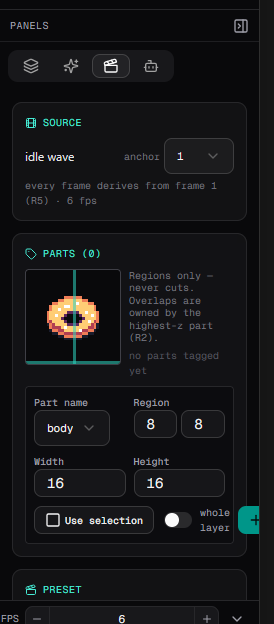 PANELS
SOURCE
idle wave
anchor
1
every frame derives from frame 1
(R5) · 6 fps
PARTS (0)
Regions only —
never cuts.
Overlaps are
owned by the
highest-z part
(R2).
no parts tagged
yet
Part name
Region
body
8
8
Width
Height
16
16
Use selection
whole
layer
PRESET
FPS
6